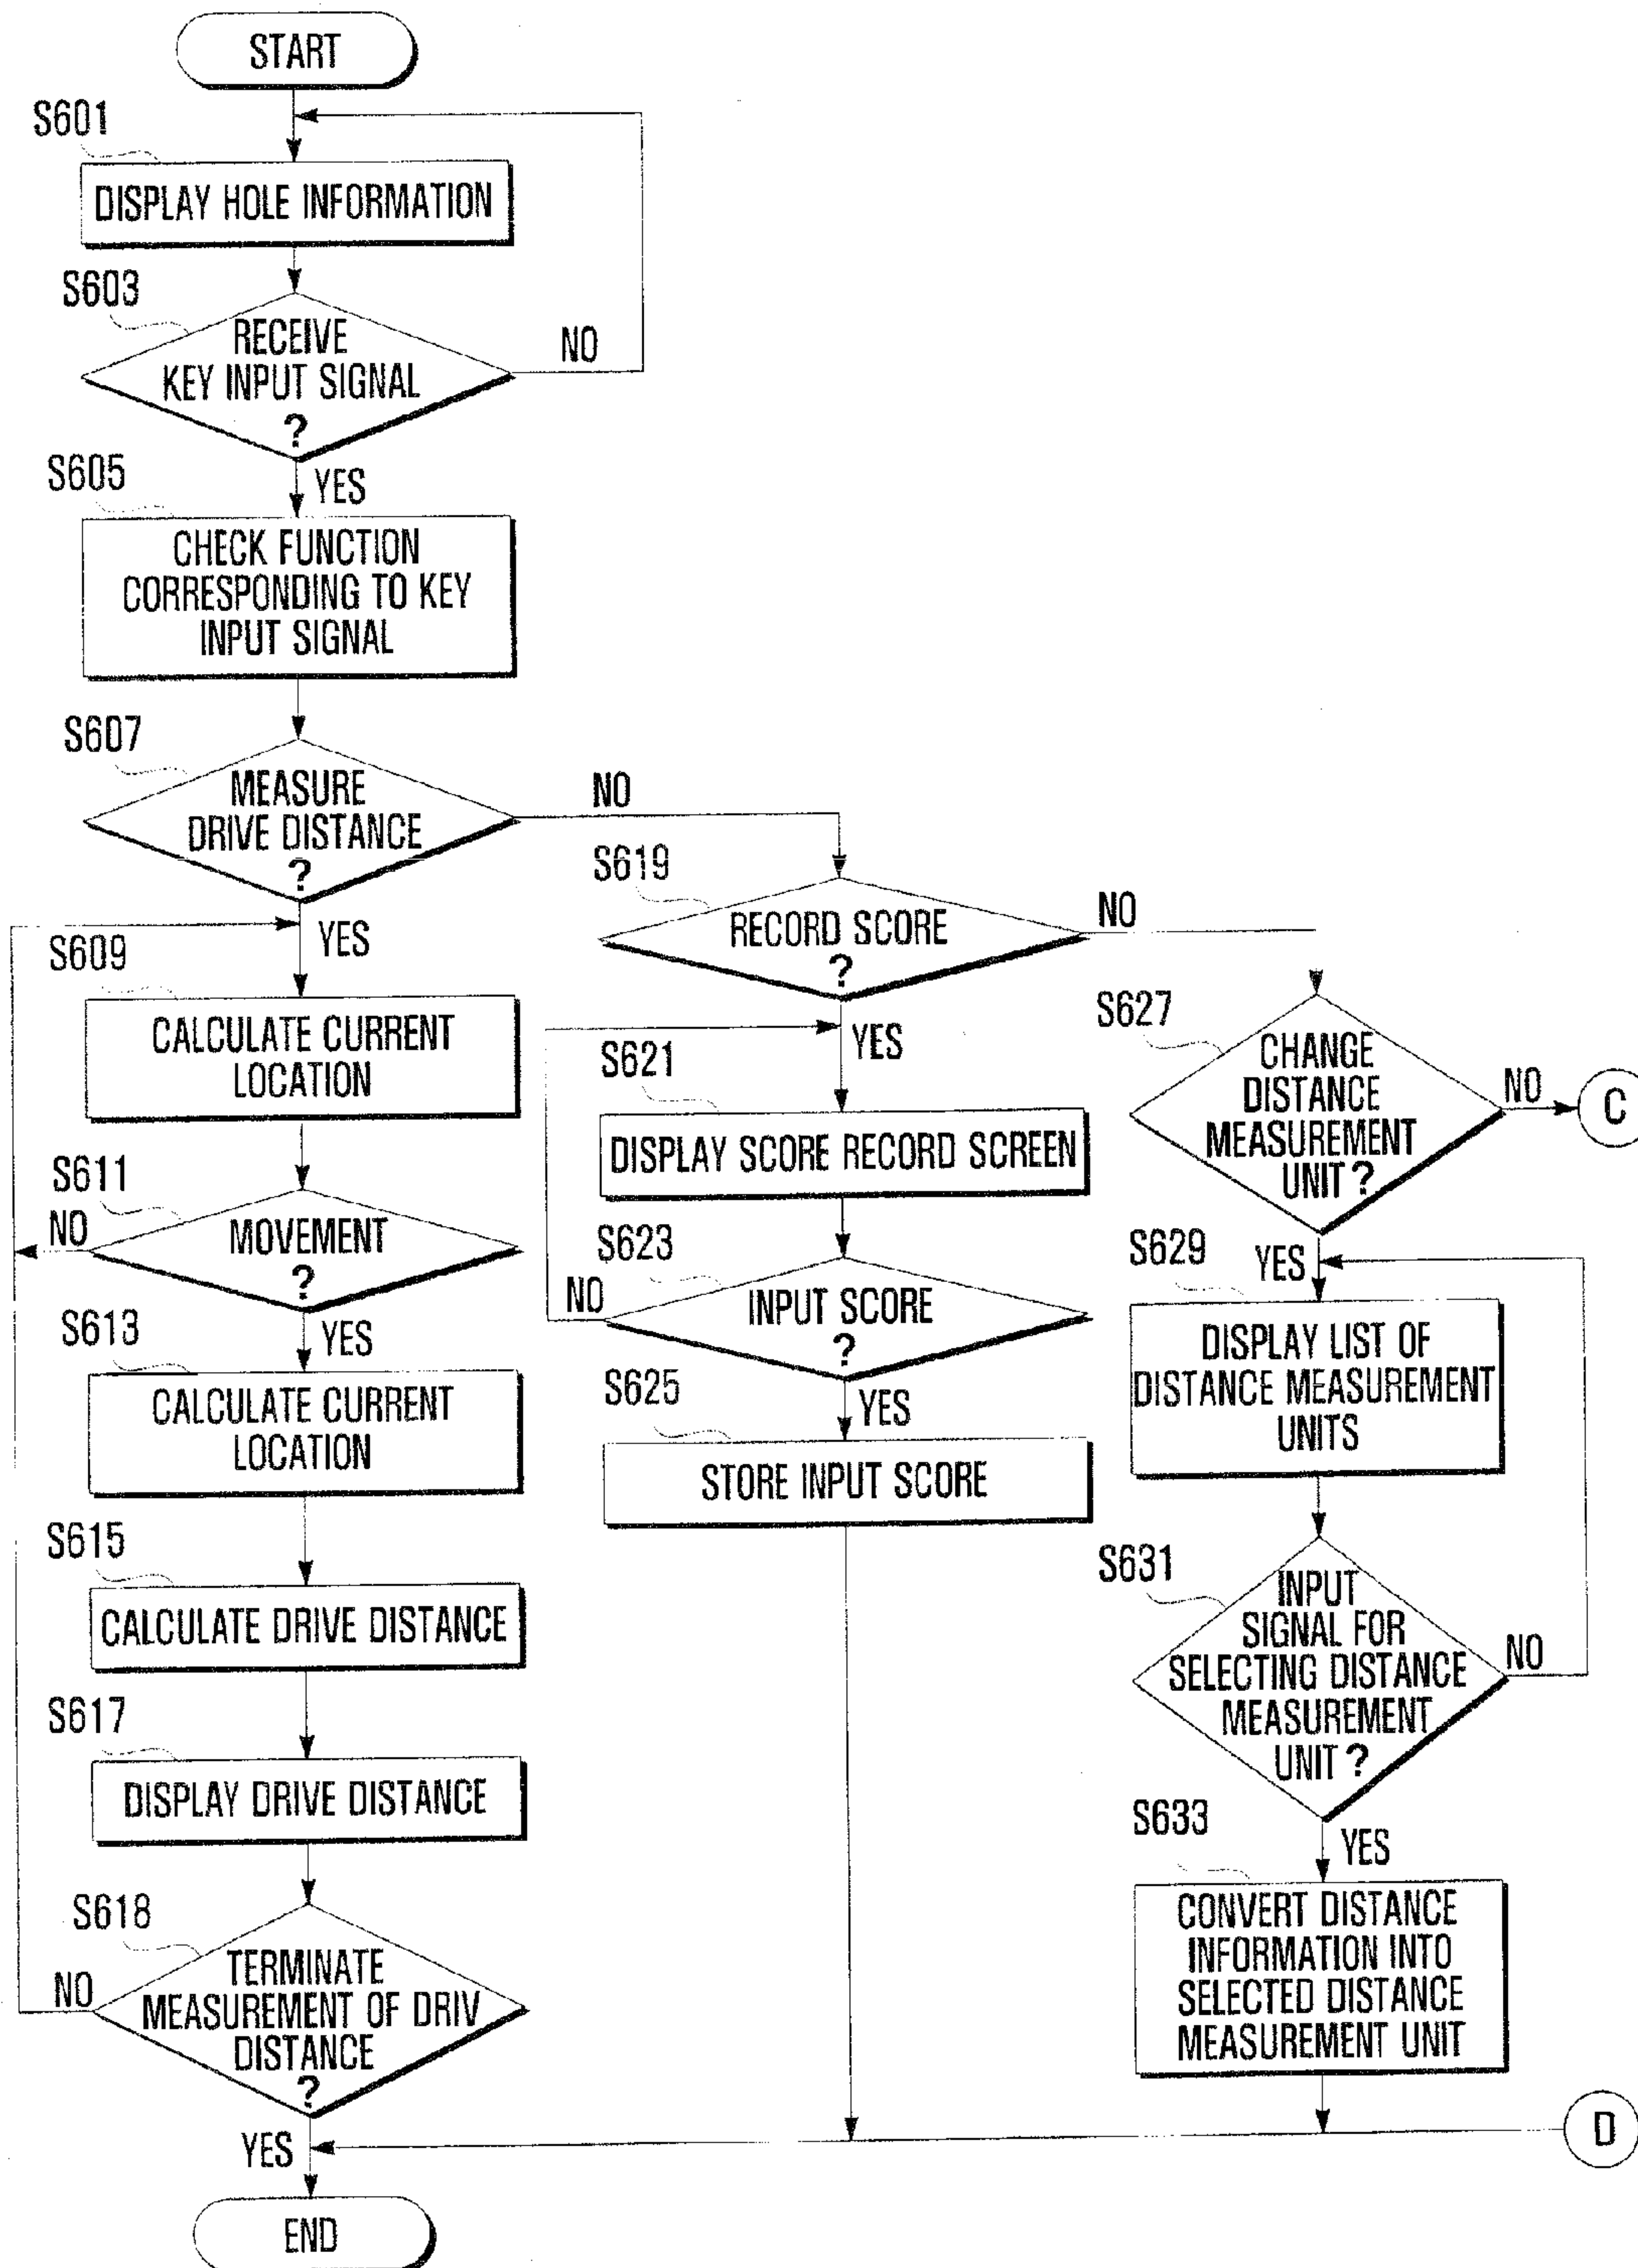 START
S601
DISPLAY HOLE INFORMATION
S603
RECEIVE
KEY INPUT SIGNAL
?
NO
YES
S605
CHECK FUNCTION
CORRESPONDING TO KEY
INPUT SIGNAL
S607
MEASURE
DRIVE DISTANCE
?
NO
YES
S609
CALCULATE CURRENT
LOCATION
S611
MOVEMENT
?
NO
YES
S613
CALCULATE CURRENT
LOCATION
S615
CALCULATE DRIVE DISTANCE
S617
DISPLAY DRIVE DISTANCE
S618
TERMINATE
MEASUREMENT OF DRIV
DISTANCE
?
NO
YES
END
S619
RECORD SCORE
?
NO
YES
S621
DISPLAY SCORE RECORD SCREEN
S623
INPUT SCORE
?
NO
YES
S625
STORE INPUT SCORE
S627
CHANGE
DISTANCE
MEASUREMENT
UNIT ?
NO
C
YES
S629
DISPLAY LIST OF
DISTANCE MEASUREMENT
UNITS
S631
INPUT
SIGNAL FOR
SELECTING DISTANCE
MEASUREMENT
UNIT ?
NO
YES
S633
CONVERT DISTANCE
INFORMATION INTO
SELECTED DISTANCE
MEASUREMENT UNIT
D